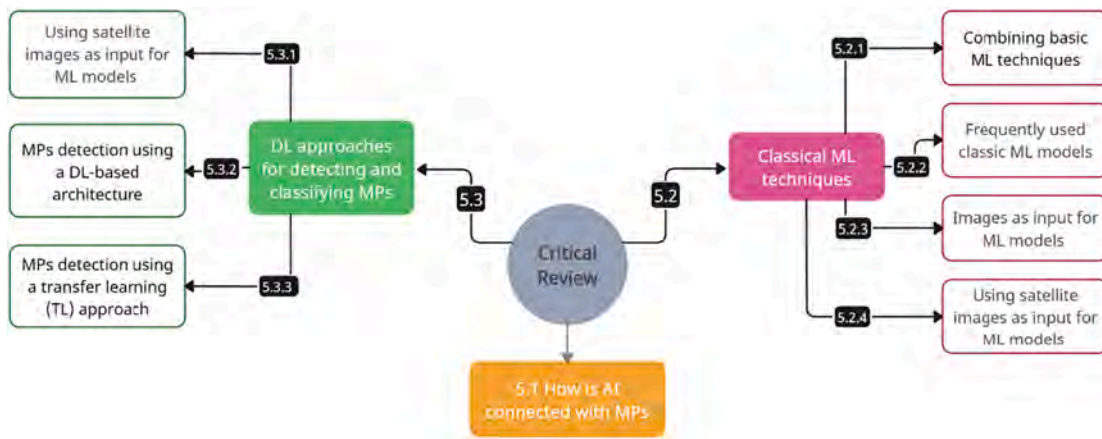 Using satellite
images as input for
ML models
5.3.1
MPs detection using
a DL-based
architecture
5.3.2
MPs detection using
a transfer learning
(TL) approach
5.3.3
DL approaches
for detecting and
classifying MPs
5.3
Critical
Review
5.2
Classical ML
techniques
5.2.1
Combining basic
ML techniques
5.2.2
Frequently used
classic ML models
5.2.3
Images as input for
ML models
5.2.4
Using satellite
images as input for
ML models
5.1 How is AI
connected with MPs